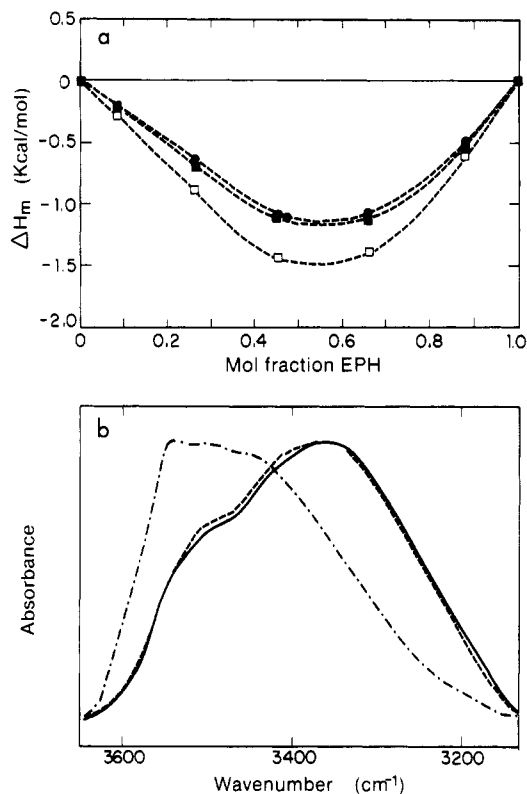 a
0.5
0
-0.5
-1.0
-1.5
-2.0
ΔHm (Kcal/mol)
0 0.2 0.4 0.6 0.8 1.0
Mol fraction EPH
b
Absorbance
3600 3400 3200
Wavenumber (cm⁻¹)